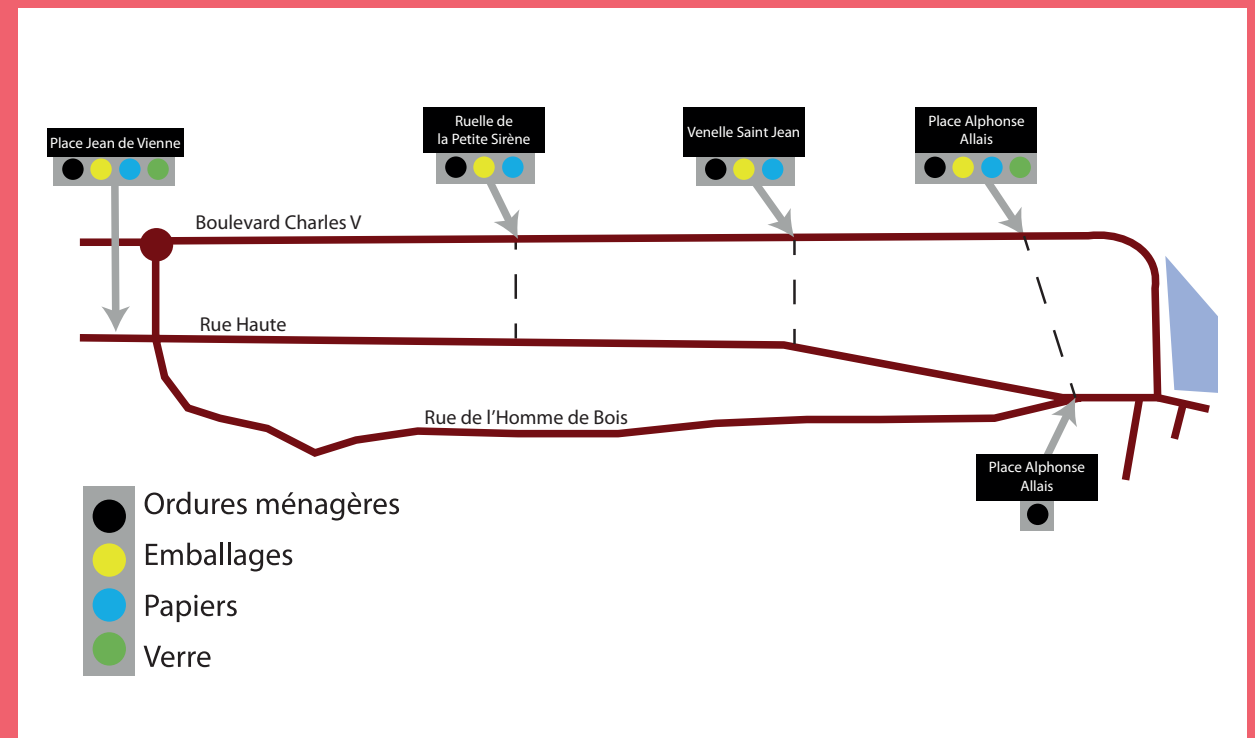 Place Jean de Vienne
Ruelle de
la Petite Sirène
Venelle Saint Jean
Place Alphonse
Allais
Boulevard Charles V
Rue Haute
Rue de l'Homme de Bois
Place Alphonse
Allais
Ordures ménagères
Emballages
Papiers
Verre